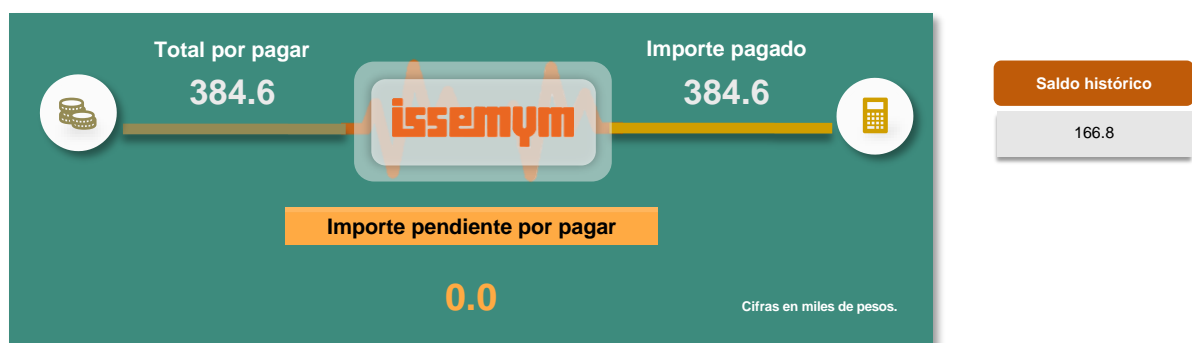 Total por pagar
384.6
issemym
Importe pagado
384.6
Importe pendiente por pagar
0.0
Cifras en miles de pesos.
Saldo histórico
166.8